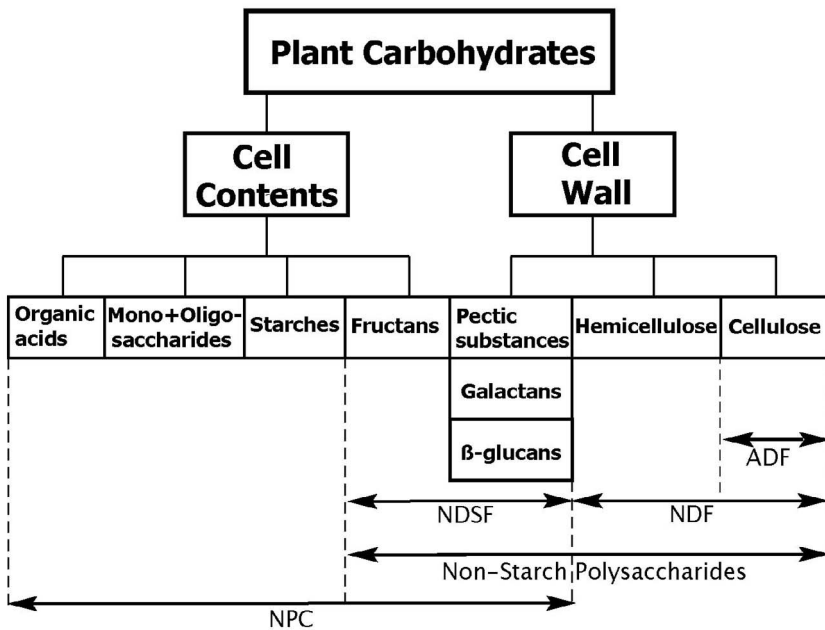 Plant Carbohydrates
Cell
Contents
Cell
Wall
Organic
acids
Mono+Oligo-
saccharides
Starches
Fructans
Pectic
substances
Hemicellulose
Cellulose
Galactans
ß-glucans
ADF
NDSF
NDF
Non-Starch Polysaccharides
NPC